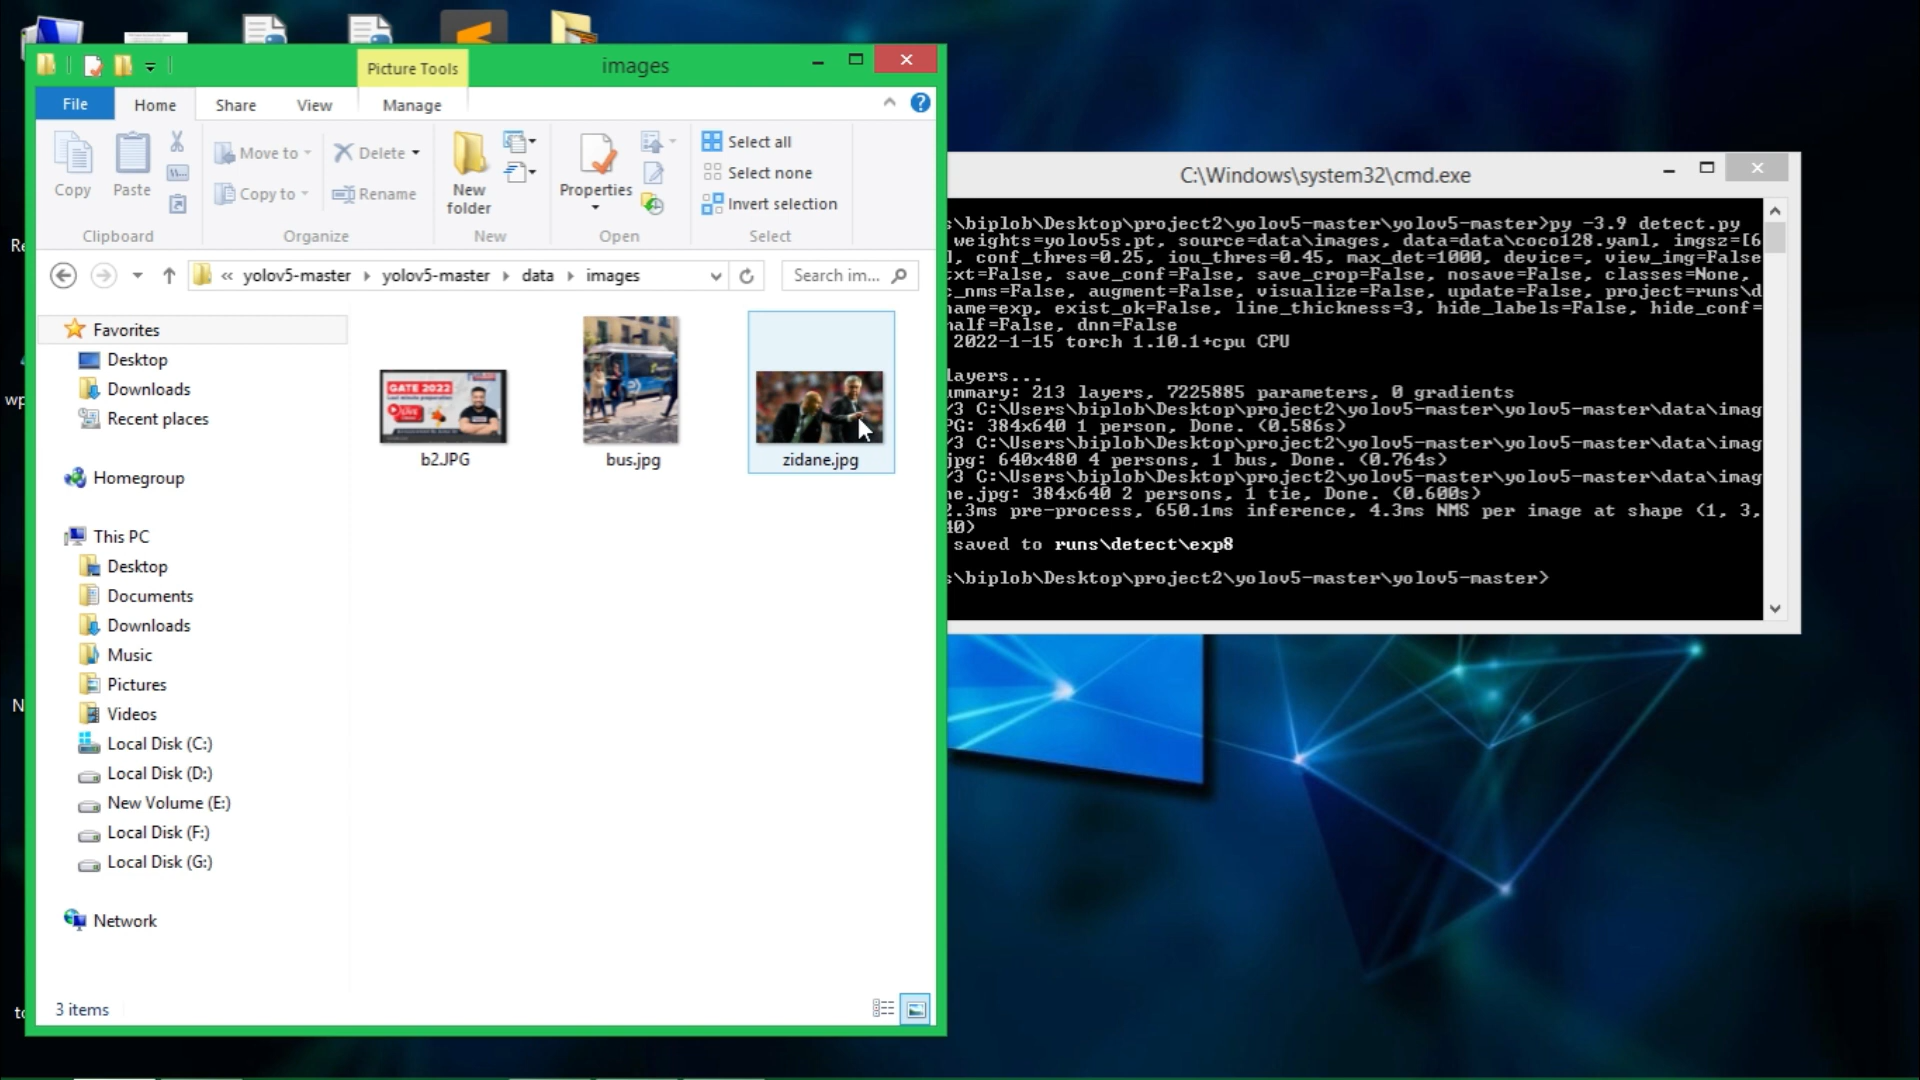 Picture Tools
images
File
Home
Share
View
Manage
Copy
Paste
Clipboard
Move to
Copy to
Delete
Rename
Organize
New folder
New
Properties
Open
Select all
Select none
Invert selection
Select
« yolov5-master › yolov5-master › data › images
Search im...
Favorites
Desktop
Downloads
Recent places
Homegroup
This PC
Desktop
Documents
Downloads
Music
Pictures
Videos
Local Disk (C:)
Local Disk (D:)
New Volume (E:)
Local Disk (F:)
Local Disk (G:)
Network
GATE 2022
LIVE
b2.JPG
bus.jpg
zidane.jpg
3 items
C:\Windows\system32\cmd.exe
s\biplob\Desktop\project2\yolov5-master\yolov5-master>py -3.9 detect.py
weights=yolov5s.pt, source=data\images, data=data\coco128.yaml, imgsz=[6
], conf_thres=0.25, iou_thres=0.45, max_det=1000, device=, view_img=False
txt=False, save_conf=False, save_crop=False, nosave=False, classes=None,
c_nms=False, augment=False, visualize=False, update=False, project=runs\d
name=exp, exist_ok=False, line_thickness=3, hide_labels=False, hide_conf=
half=False, dnn=False
2022-1-15 torch 1.10.1+cpu CPU
layers...
ummary: 213 layers, 7225885 parameters, 0 gradients
/3 C:\Users\biplob\Desktop\project2\yolov5-master\yolov5-master\data\imag
PG: 384x640 1 person, Done. (0.586s)
/3 C:\Users\biplob\Desktop\project2\yolov5-master\yolov5-master\data\imag
jpg: 640x480 4 persons, 1 bus, Done. (0.764s)
/3 C:\Users\biplob\Desktop\project2\yolov5-master\yolov5-master\data\imag
ne.jpg: 384x640 2 persons, 1 tie, Done. (0.600s)
2.3ms pre-process, 650.1ms inference, 4.3ms NMS per image at shape (1, 3,
40)
saved to runs\detect\exp8
s\biplob\Desktop\project2\yolov5-master\yolov5-master>